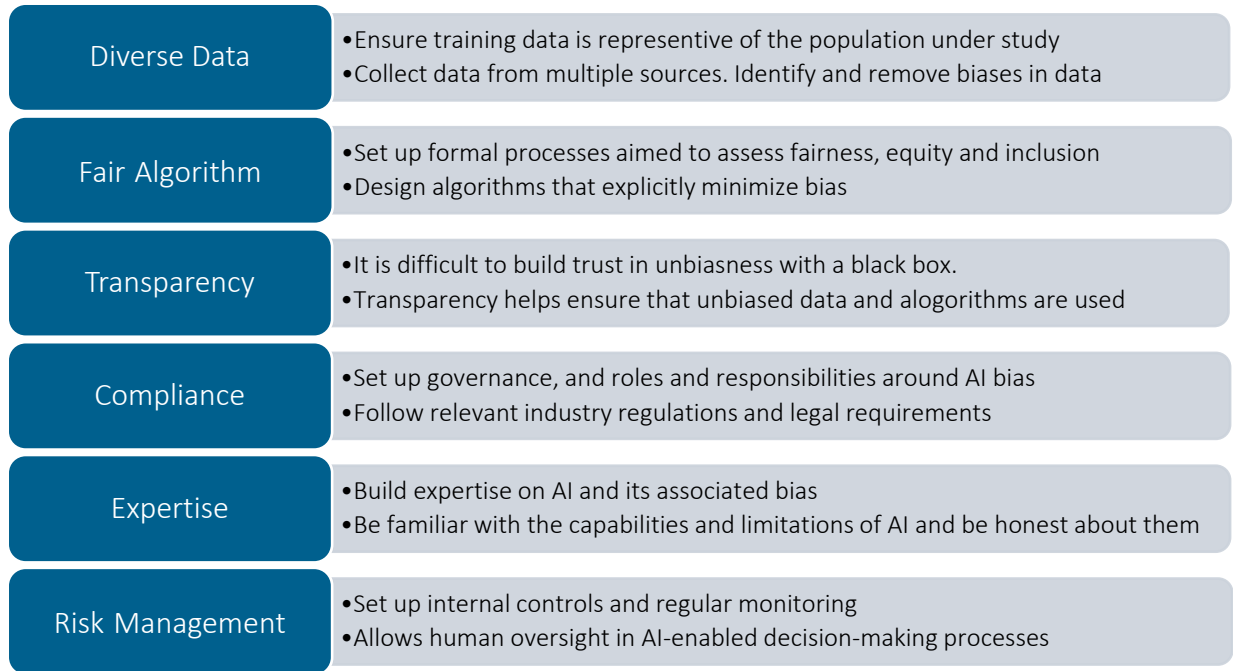 Diverse Data
•Ensure training data is representative of the population under study
•Collect data from multiple sources. Identify and remove biases in data
Fair Algorithm
•Set up formal processes aimed to assess fairness, equity and inclusion
•Design algorithms that explicitly minimize bias
Transparency
•It is difficult to build trust in unbiasness with a black box.
•Transparency helps ensure that unbiased data and alogorithms are used
Compliance
•Set up governance, and roles and responsibilities around AI bias
•Follow relevant industry regulations and legal requirements
Expertise
•Build expertise on AI and its associated bias
•Be familiar with the capabilities and limitations of AI and be honest about them
Risk Management
•Set up internal controls and regular monitoring
•Allows human oversight in AI-enabled decision-making processes